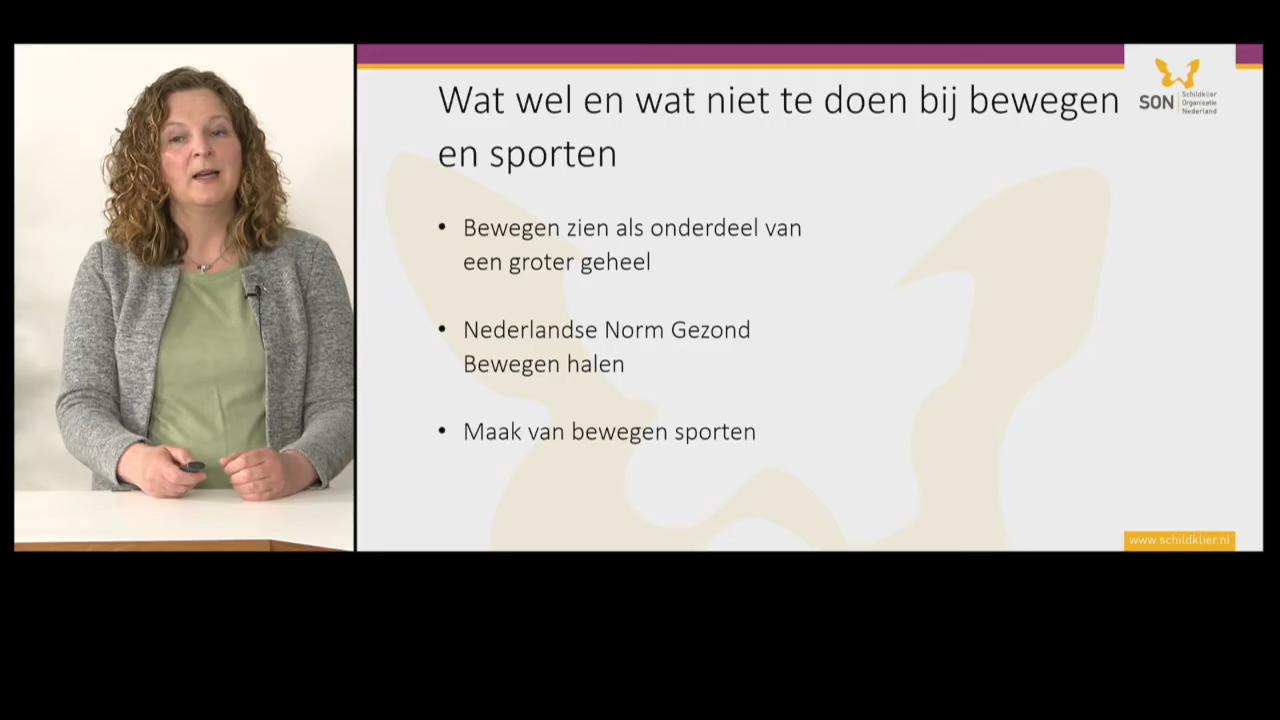 Wat wel en wat niet te doen bij bewegen
en sporten
SON
Schildklier
Organisatie
Nederland
• Bewegen zien als onderdeel van
een groter geheel
• Nederlandse Norm Gezond
Bewegen halen
• Maak van bewegen sporten
www.schildklier.nl